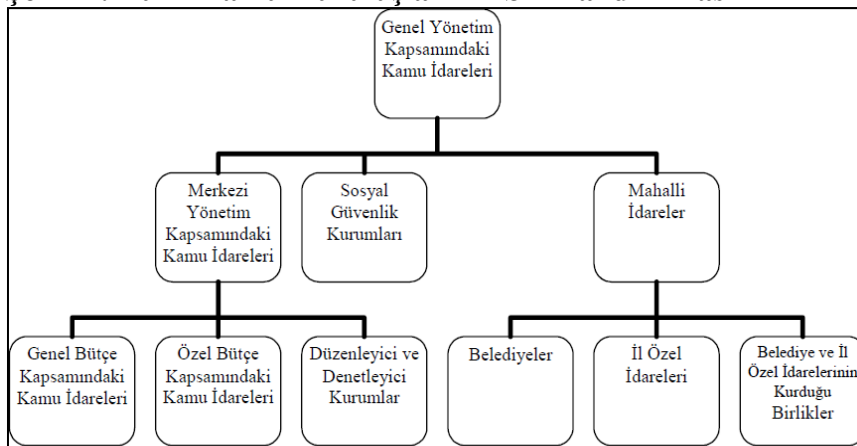 Genel Yönetim
Kapsamındaki
Kamu İdareleri
Merkezi
Yönetim
Kapsamındaki
Kamu İdareleri
Sosyal
Güvenlik
Kurumları
Mahalli
İdareler
Genel Bütçe
Kapsamındaki
Kamu İdareleri
Özel Bütçe
Kapsamındaki
Kamu İdareleri
Düzenleyici ve
Denetleyici
Kurumlar
Belediyeler
İl Özel
İdareleri
Belediye ve İl
Özel İdarelerinin
Kurduğu
Birlikler